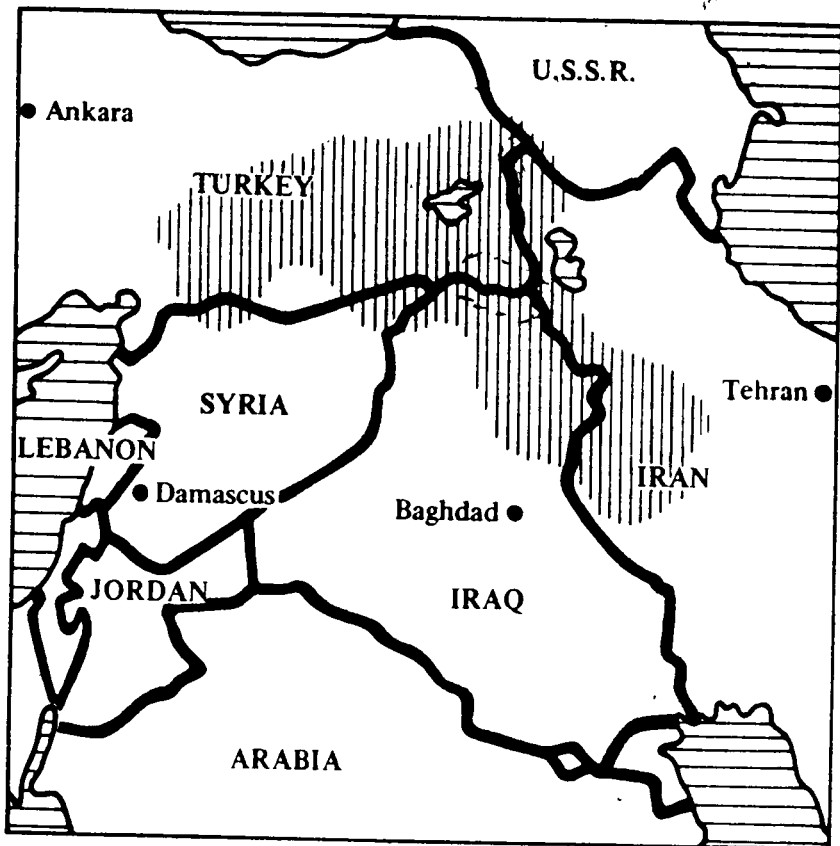 U.S.S.R.
Ankara
TURKEY
Tehran
SYRIA
LEBANON
IRAN
Damascus
Baghdad
JORDAN
IRAQ
ARABIA